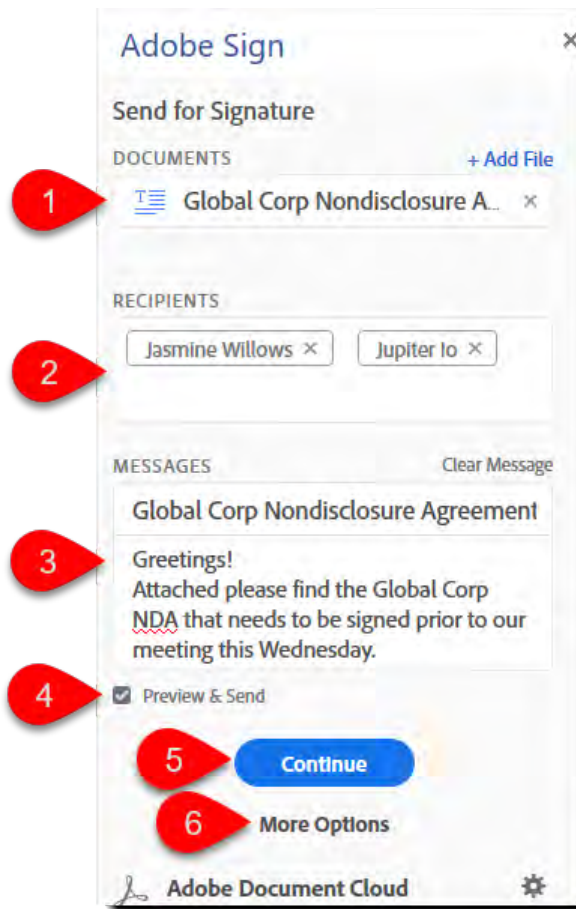 Adobe Sign ×
Send for Signature
DOCUMENTS + Add File
1 T Global Corp Nondisclosure A... ×
RECIPIENTS
Jasmine Willows × Jupiter Io ×
2
MESSAGES Clear Message
Global Corp Nondisclosure Agreement
3 Greetings!
Attached please find the Global Corp
NDA that needs to be signed prior to our
meeting this Wednesday.
4 Preview & Send
5 Continue
6 More Options
Adobe Document Cloud